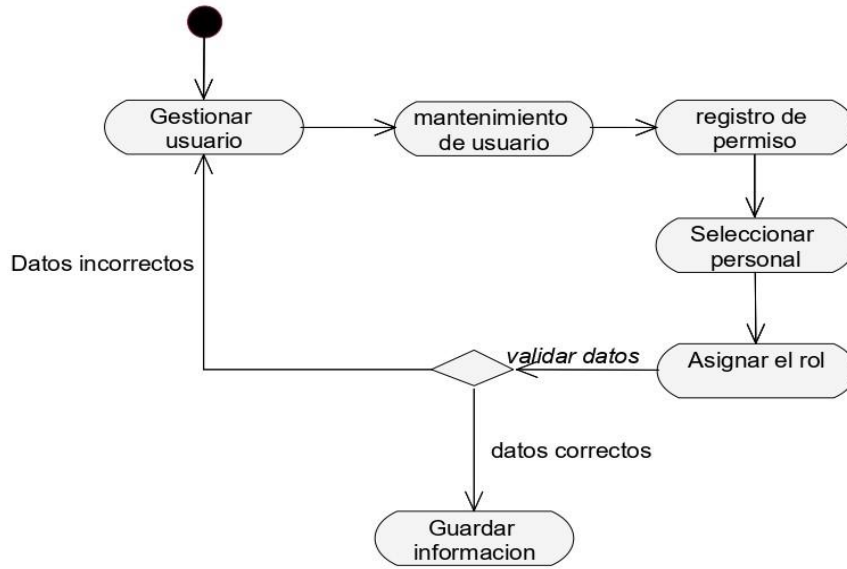 Gestionar
usuario
mantenimiento
de usuario
registro de
permiso
Seleccionar
personal
Datos incorrectos
validar datos
Asignar el rol
datos correctos
Guardar
informacion